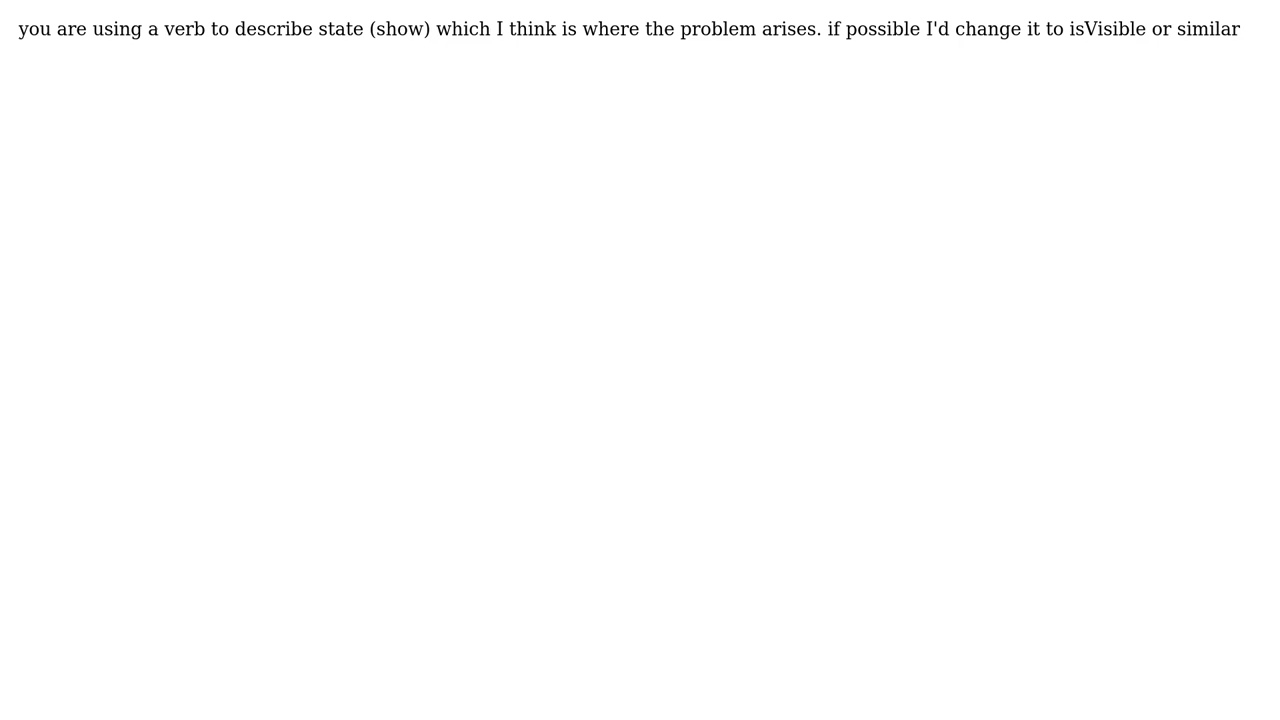 you are using a verb to describe state (show) which I think is where the problem arises. if possible I'd change it to isVisible or similar